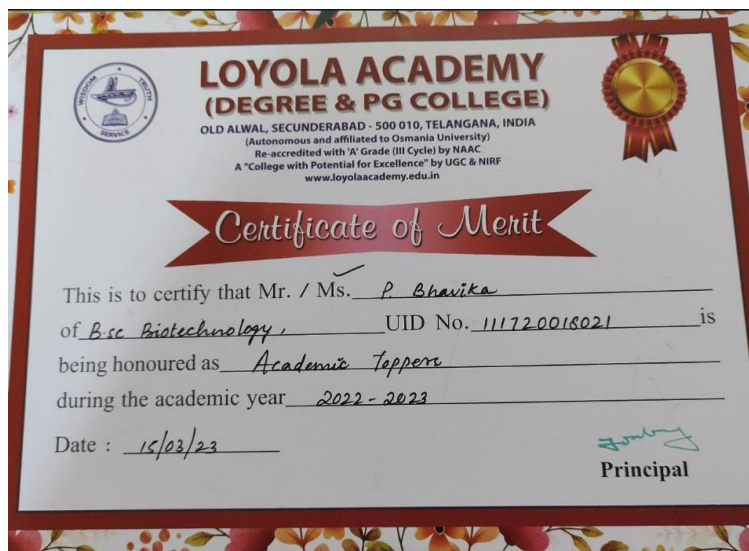 WISDOM TRUTH
SERVICE
LOYOLA ACADEMY
(DEGREE & PG COLLEGE)
OLD ALWAL, SECUNDERABAD - 500 010, TELANGANA, INDIA
(Autonomous and affiliated to Osmania University)
Re-accredited with 'A' Grade (III Cycle) by NAAC
A "College with Potential for Excellence" by UGC & NIRF
www.loyolaacademy.edu.in
Certificate of Merit
This is to certify that Mr. / Ms. P. Bhavika
of B.sc Biotechnology, UID No. 111720018021 is
being honoured as Academic Toppers
during the academic year 2022-2023
Date : 15/03/23
Principal